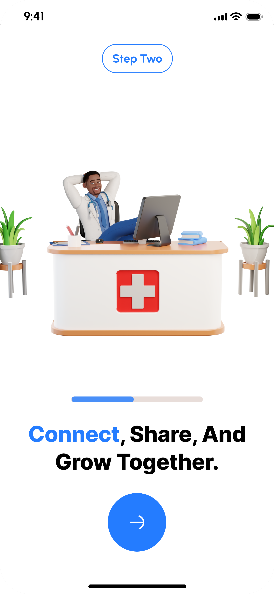 9:41
Step Two
Connect, Share, And
Grow Together.